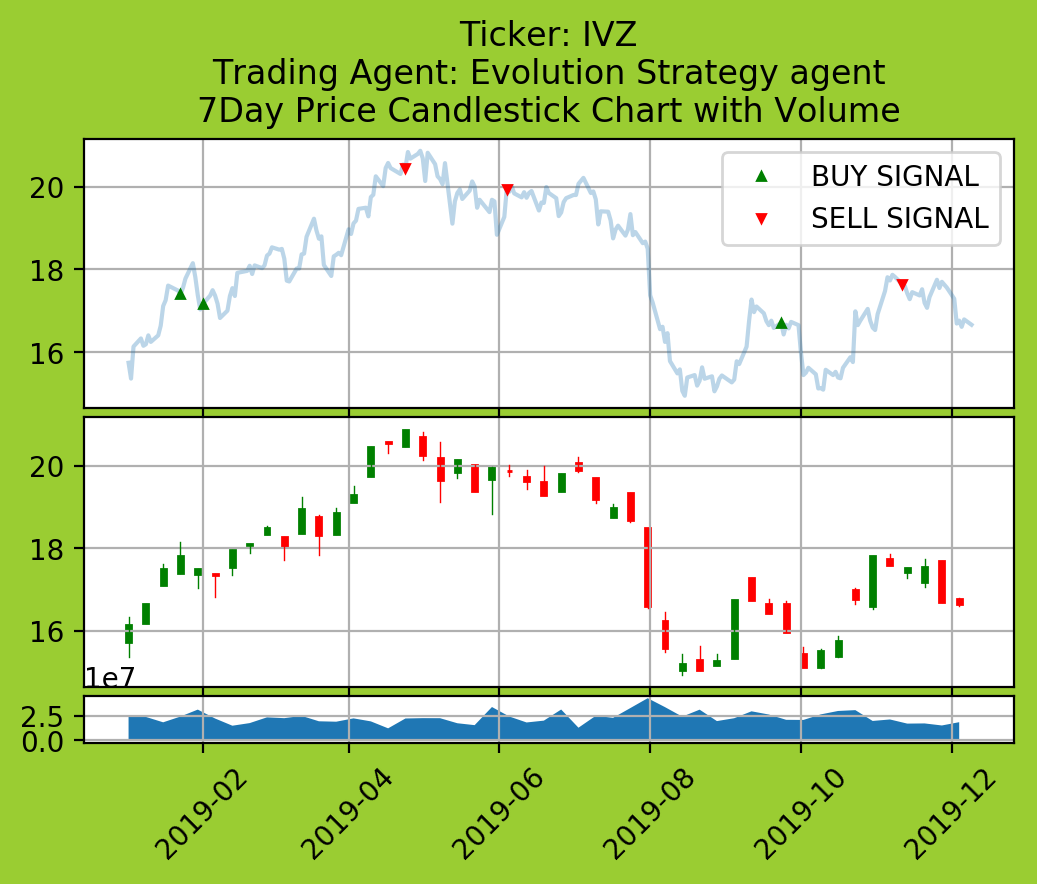 Ticker: IVZ
Trading Agent: Evolution Strategy agent
7Day Price Candlestick Chart with Volume
BUY SIGNAL
SELL SIGNAL
20
18
16
20
18
16
1e7
2.5
0.0
2019-02 2019-04 2019-06 2019-08 2019-10 2019-12